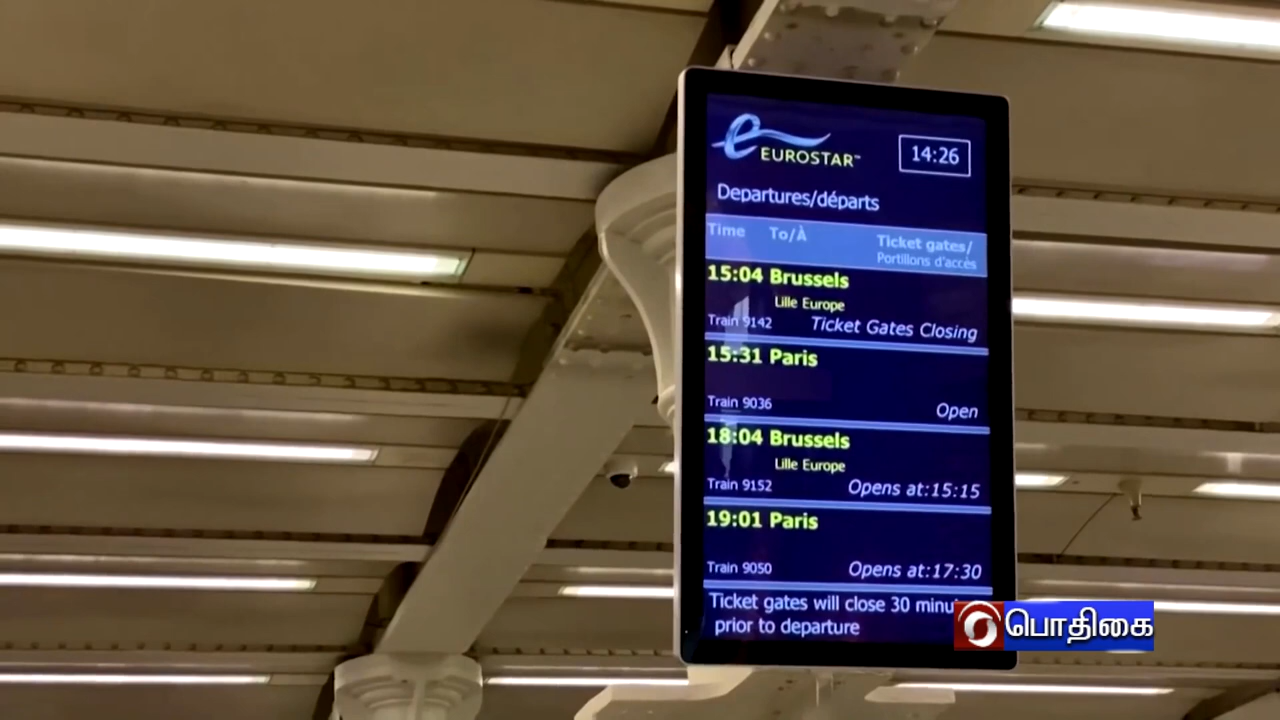 EUROSTAR™
14:26
Departures/départs
Time To/À Ticket gates/
Portillons d'accès
15:04 Brussels
Lille Europe
Train 9142 Ticket Gates Closing
15:31 Paris
Train 9036 Open
18:04 Brussels
Lille Europe
Train 9152 Opens at:15:15
19:01 Paris
Train 9050 Opens at:17:30
Ticket gates will close 30
prior to departure
பொதிகை